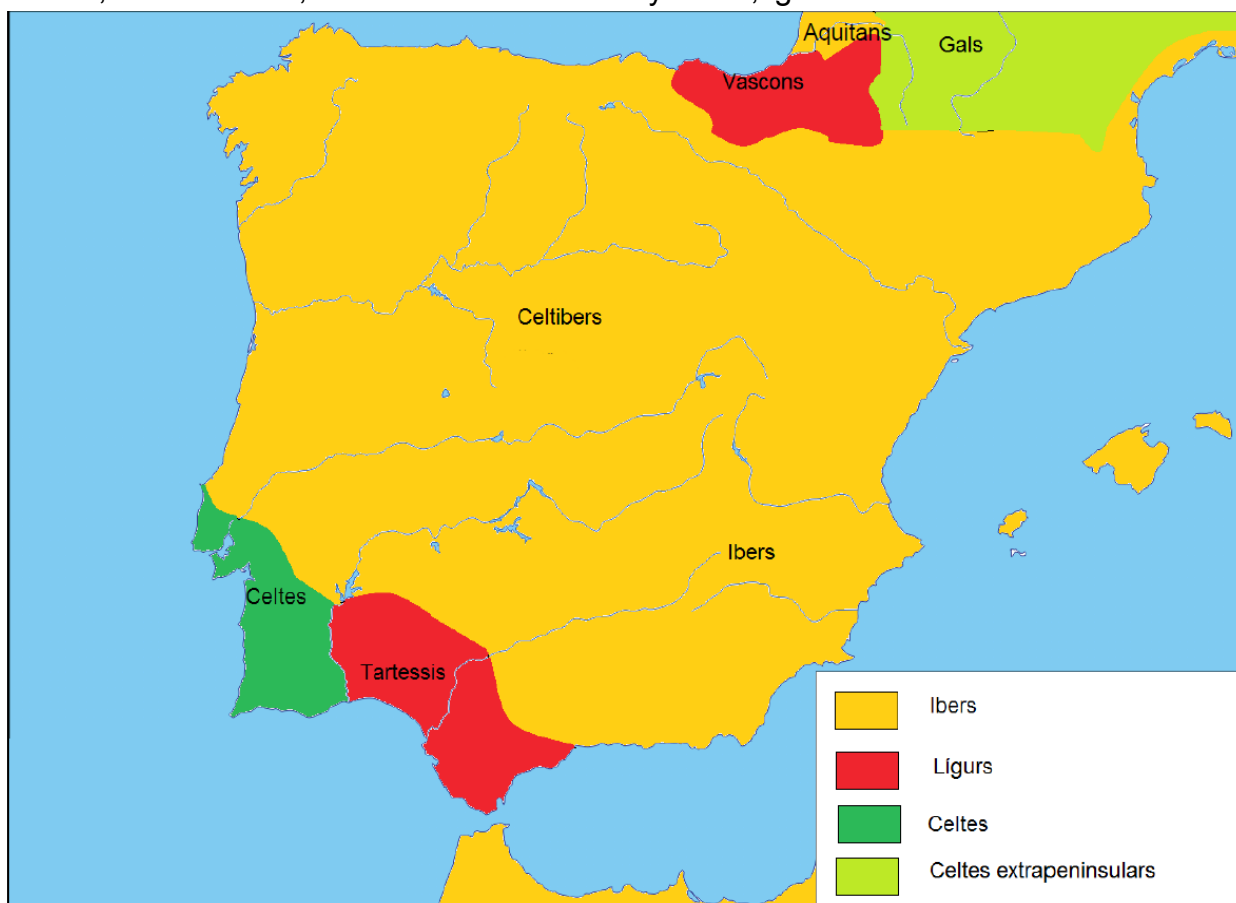 Aquitans
Gals
Vascons
Celtibers
Ibers
Celtes
Tartessis
Ibers
Lígurs
Celtes
Celtes extrapeninsulars